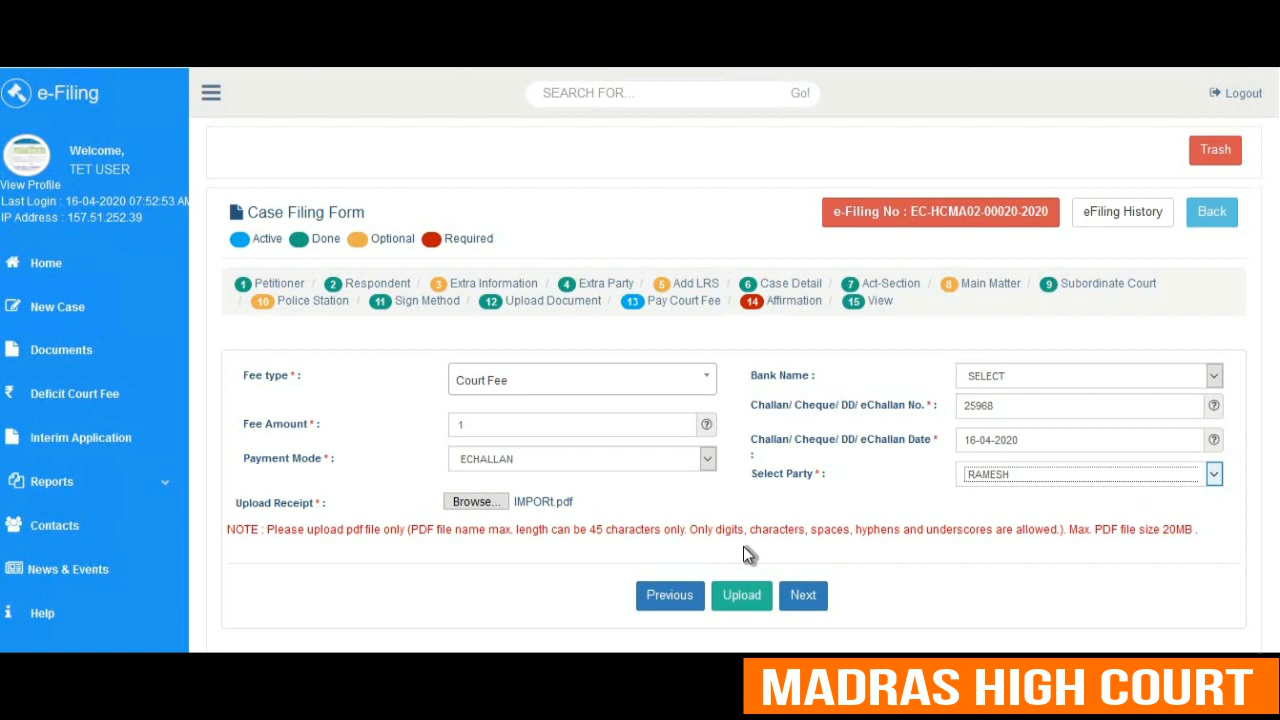 e-Filing
SEARCH FOR...
Go!
Logout
Welcome,
TET USER
View Profile
Last Login : 16-04-2020 07:52:53 AM
IP Address : 157.51.252.39
Trash
Case Filing Form
e-Filing No : EC-HCMA02-00020-2020
eFiling History
Back
Active Done Optional Required
Home
New Case
Documents
Deficit Court Fee
Interim Application
Reports
Contacts
News & Events
Help
1 Petitioner / 2 Respondent / 3 Extra Information / 4 Extra Party / 5 Add LRS / 6 Case Detail / 7 Act-Section / 8 Main Matter / 9 Subordinate Court
/ 10 Police Station / 11 Sign Method / 12 Upload Document / 13 Pay Court Fee / 14 Affirmation / 15 View
Fee type * :
Court Fee
Bank Name :
SELECT
Challan/ Cheque/ DD/ eChallan No. * :
25968
Fee Amount * :
1
Challan/ Cheque/ DD/ eChallan Date *
:
16-04-2020
Payment Mode * :
ECHALLAN
Select Party * :
RAMESH
Upload Receipt * :
Browse... IMPORt.pdf
NOTE : Please upload pdf file only (PDF file name max. length can be 45 characters only. Only digits, characters, spaces, hyphens and underscores are allowed.). Max. PDF file size 20MB .
Previous
Upload
Next
MADRAS HIGH COURT